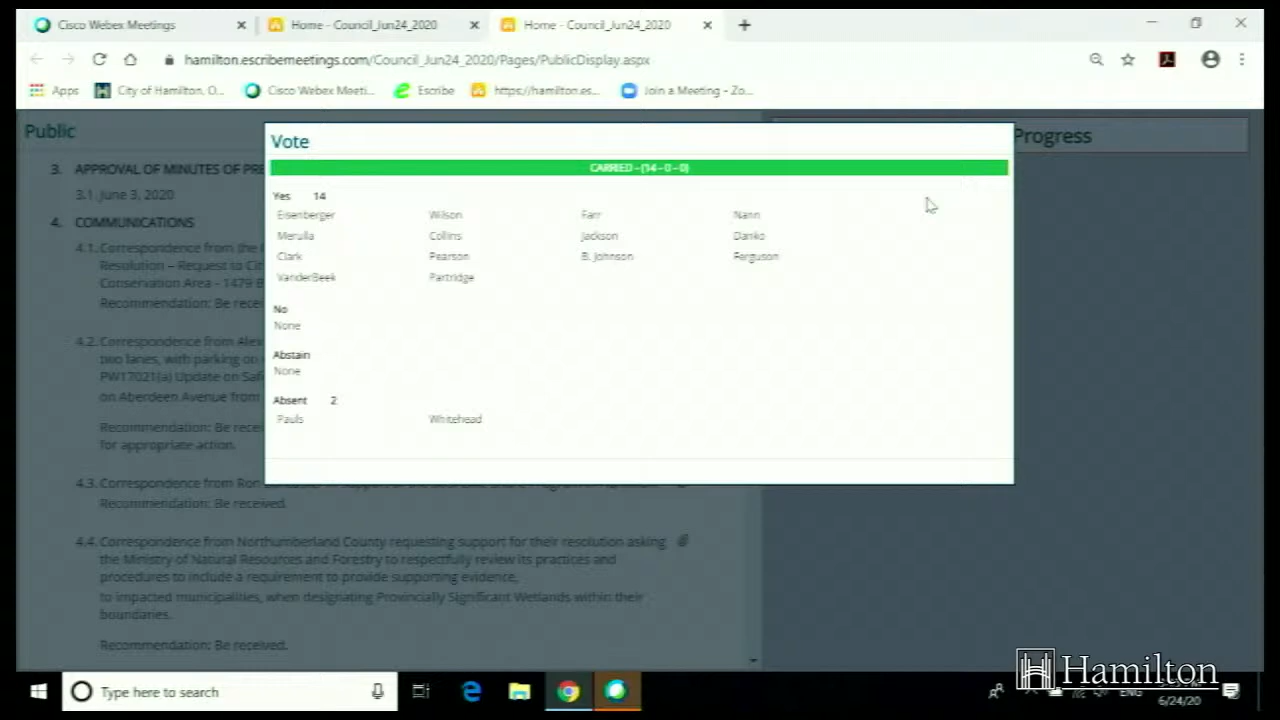 Cisco Webex Meetings
Home - Council_Jun24_2020
Home - Council_Jun24_2020
hamilton.escribemeetings.com/Council_Jun24_2020/Pages/PublicDisplay.aspx
Apps
City of Hamilton, O...
Cisco Webex Meeti...
Escribe
https://hamilton.es...
Join a Meeting - Zo...
Public
Progress
Vote
CARRIED - (14 - 0 - 0)
Yes 14
Eisenberger Wilson Farr Nann
Merulla Collins Jackson Danko
Clark Pearson B. Johnson Ferguson
VanderBeek Partridge
No
None
Abstain
None
Absent 2
Pauls Whitehead
3. APPROVAL OF MINUTES OF PRE
3.1. June 3, 2020
4. COMMUNICATIONS
4.1. Correspondence from the
Resolution – Request to
Conservation Area - 1479
Recommendation: Be recei
4.2. Correspondence from
two lanes, with parking on
PW17021(a) Update on
on Aberdeen Avenue from
Recommendation: Be recei
for appropriate action.
4.3. Correspondence from
Recommendation: Be received.
4.4. Correspondence from Northumberland County requesting support for their resolution asking
the Ministry of Natural Resources and Forestry to respectfully review its practices and
procedures to include a requirement to provide supporting evidence,
to impacted municipalities, when designating Provincially Significant Wetlands within their
boundaries.
Recommendation: Be received.
Hamilton
Type here to search
ENG
6/24/20